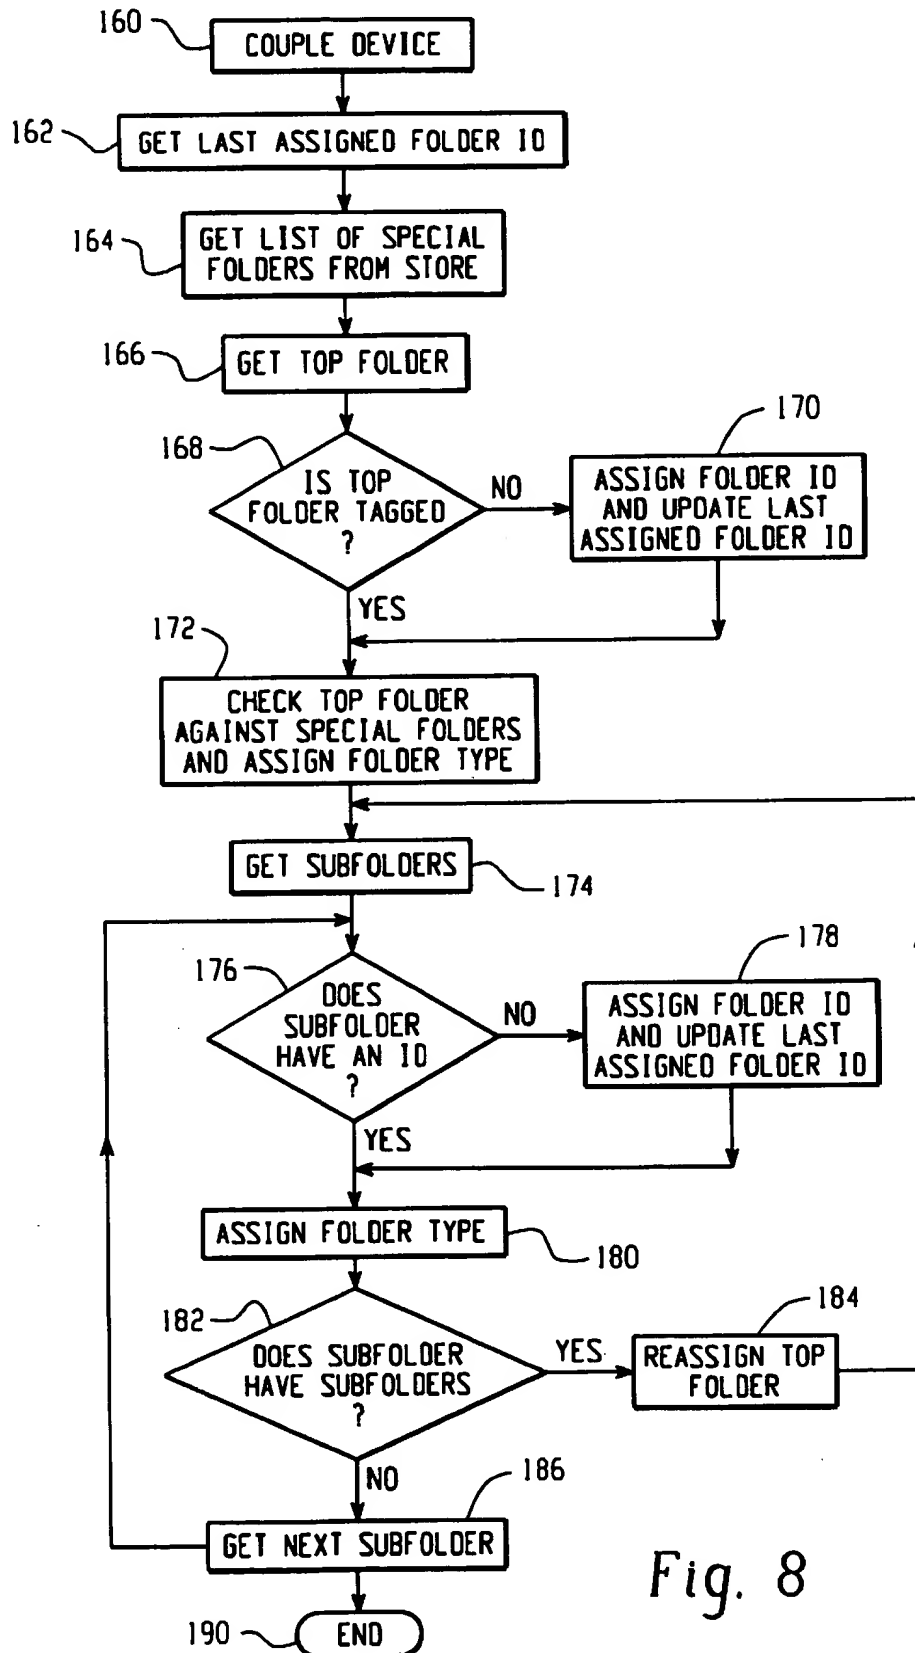 160
COUPLE DEVICE
162
GET LAST ASSIGNED FOLDER ID
164
GET LIST OF SPECIAL
FOLDERS FROM STORE
166
GET TOP FOLDER
168
IS TOP
FOLDER TAGGED
?
NO
170
ASSIGN FOLDER ID
AND UPDATE LAST
ASSIGNED FOLDER ID
YES
172
CHECK TOP FOLDER
AGAINST SPECIAL FOLDERS
AND ASSIGN FOLDER TYPE
GET SUBFOLDERS
174
176
DOES
SUBFOLDER
HAVE AN ID
?
NO
178
ASSIGN FOLDER ID
AND UPDATE LAST
ASSIGNED FOLDER ID
YES
ASSIGN FOLDER TYPE
180
182
DOES SUBFOLDER
HAVE SUBFOLDERS
?
YES
184
REASSIGN TOP
FOLDER
NO
186
GET NEXT SUBFOLDER
190
END
Fig. 8